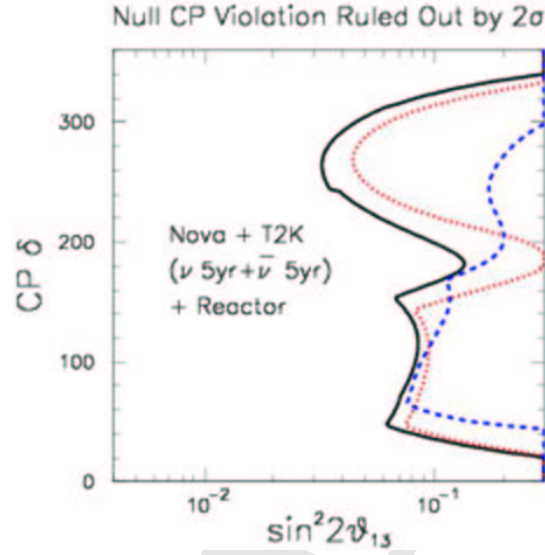 Null CP Violation Ruled Out by 2σ
300
200
100
0
CP δ
Nova + T2K
(ν 5yr+ν̅ 5yr)
+ Reactor
10⁻² 10⁻¹
sin²2ϑ₁₃